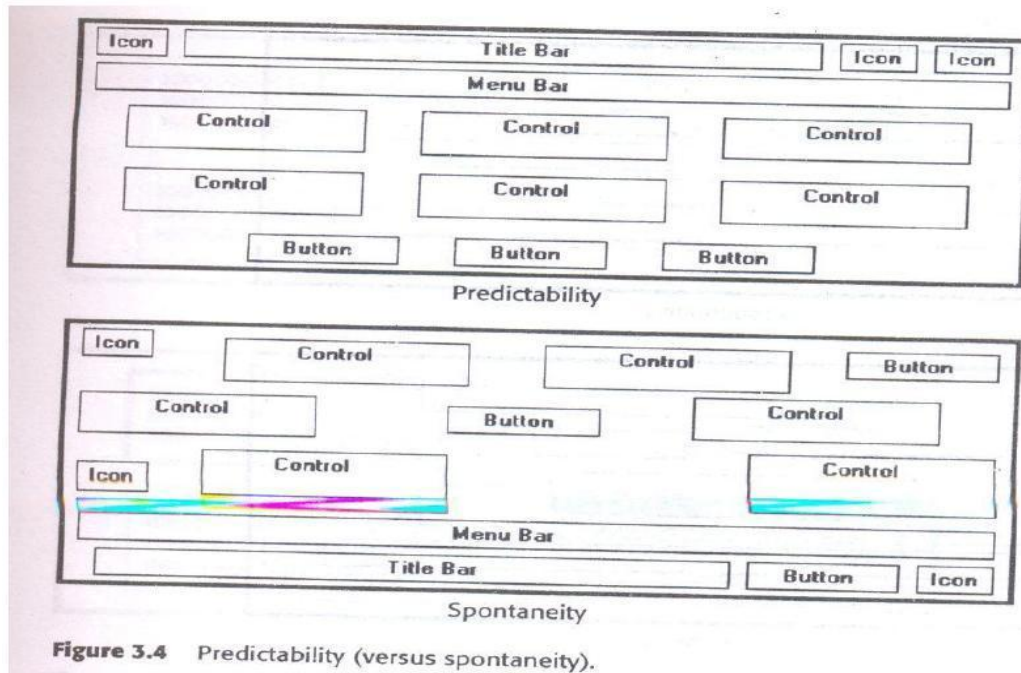 Icon Title Bar Icon Icon
Menu Bar
Control Control Control
Control Control Control
Button Button Button
Predictability
Icon Control Control Button
Control Button Control
Icon Control Control
Menu Bar
Title Bar Button Icon
Spontaneity
Figure 3.4 Predictability (versus spontaneity).